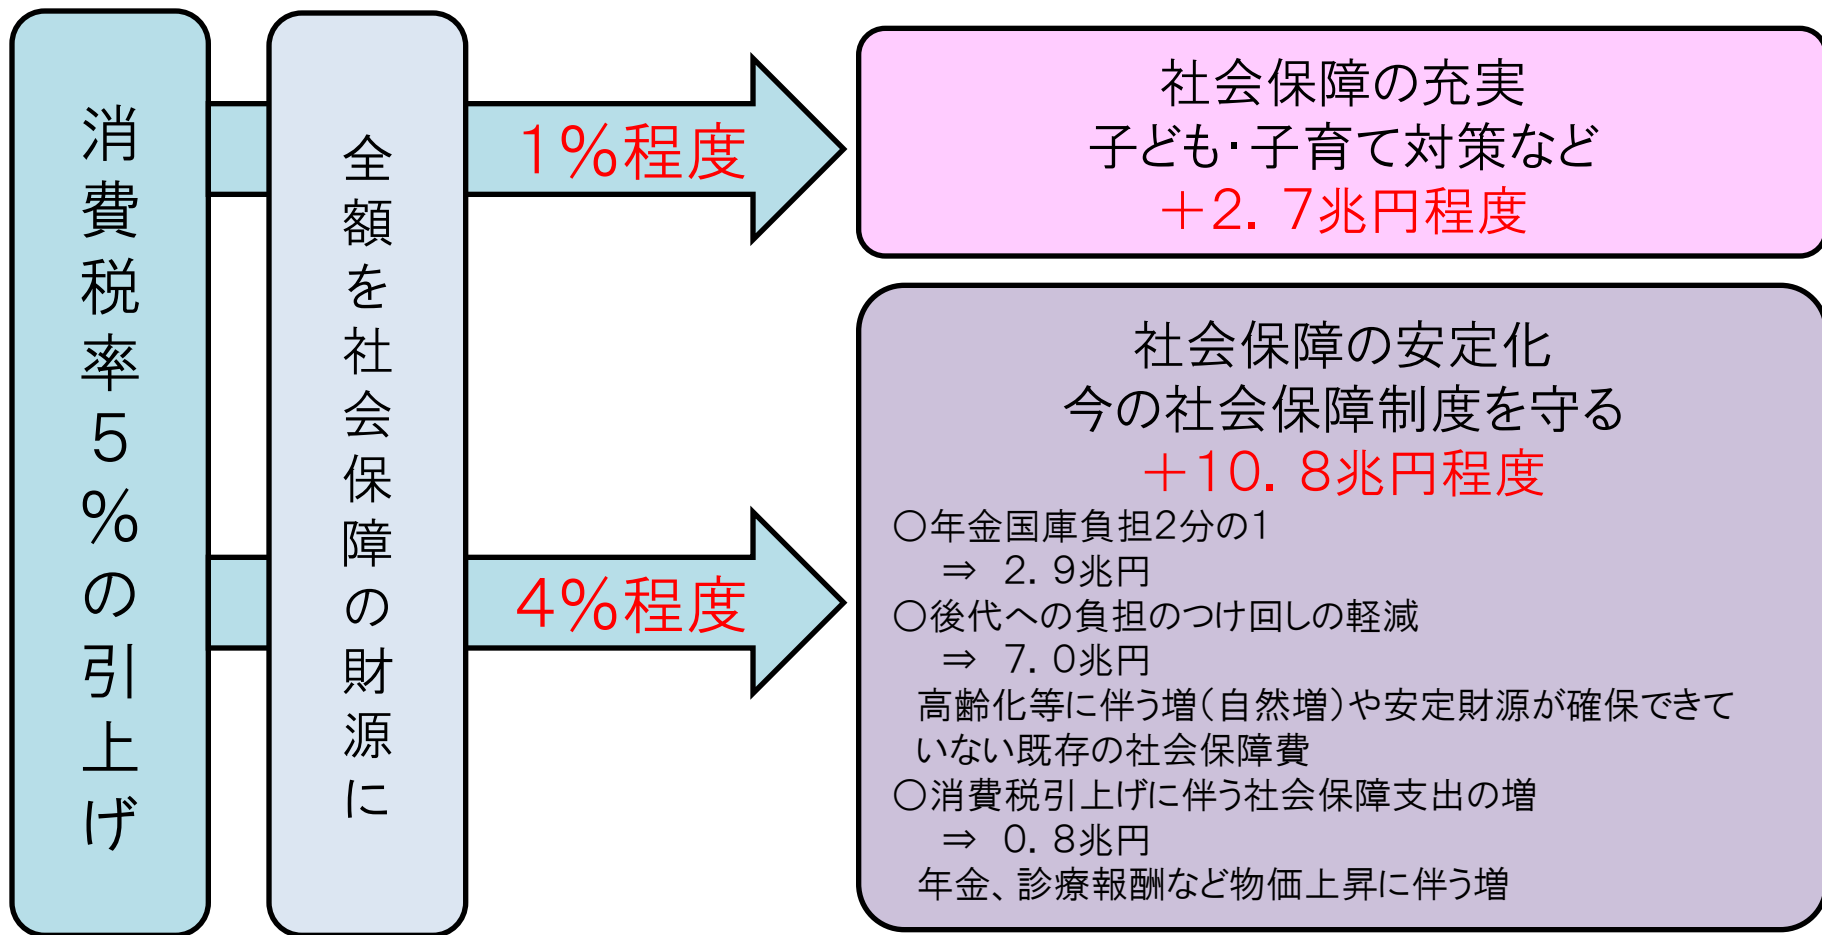 消費税率5%の引上げ
全額を社会保障の財源に
1%程度
社会保障の充実
子ども・子育て対策など
＋2．7兆円程度
4%程度
社会保障の安定化
今の社会保障制度を守る
＋10．8兆円程度
○年金国庫負担2分の1
⇒ 2．9兆円
○後代への負担のつけ回しの軽減
⇒ 7．0兆円
高齢化等に伴う増（自然増）や安定財源が確保できて
いない既存の社会保障費
○消費税引上げに伴う社会保障支出の増
⇒ 0．8兆円
年金、診療報酬など物価上昇に伴う増